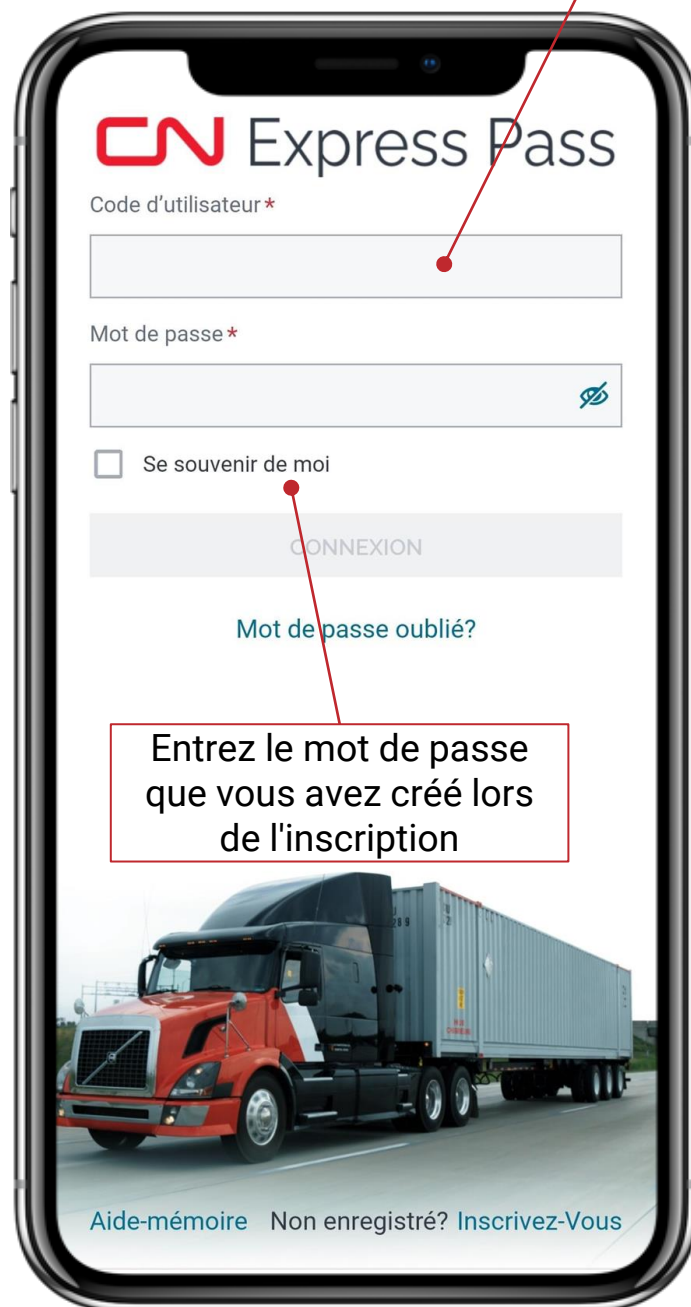 CN Express Pass
Code d'utilisateur*
Mot de passe*
Se souvenir de moi
CONNEXION
Mot de passe oublié?
Entrez le mot de passe
que vous avez créé lors
de l'inscription
289
Aide-mémoire Non enregistré? Inscrivez-Vous